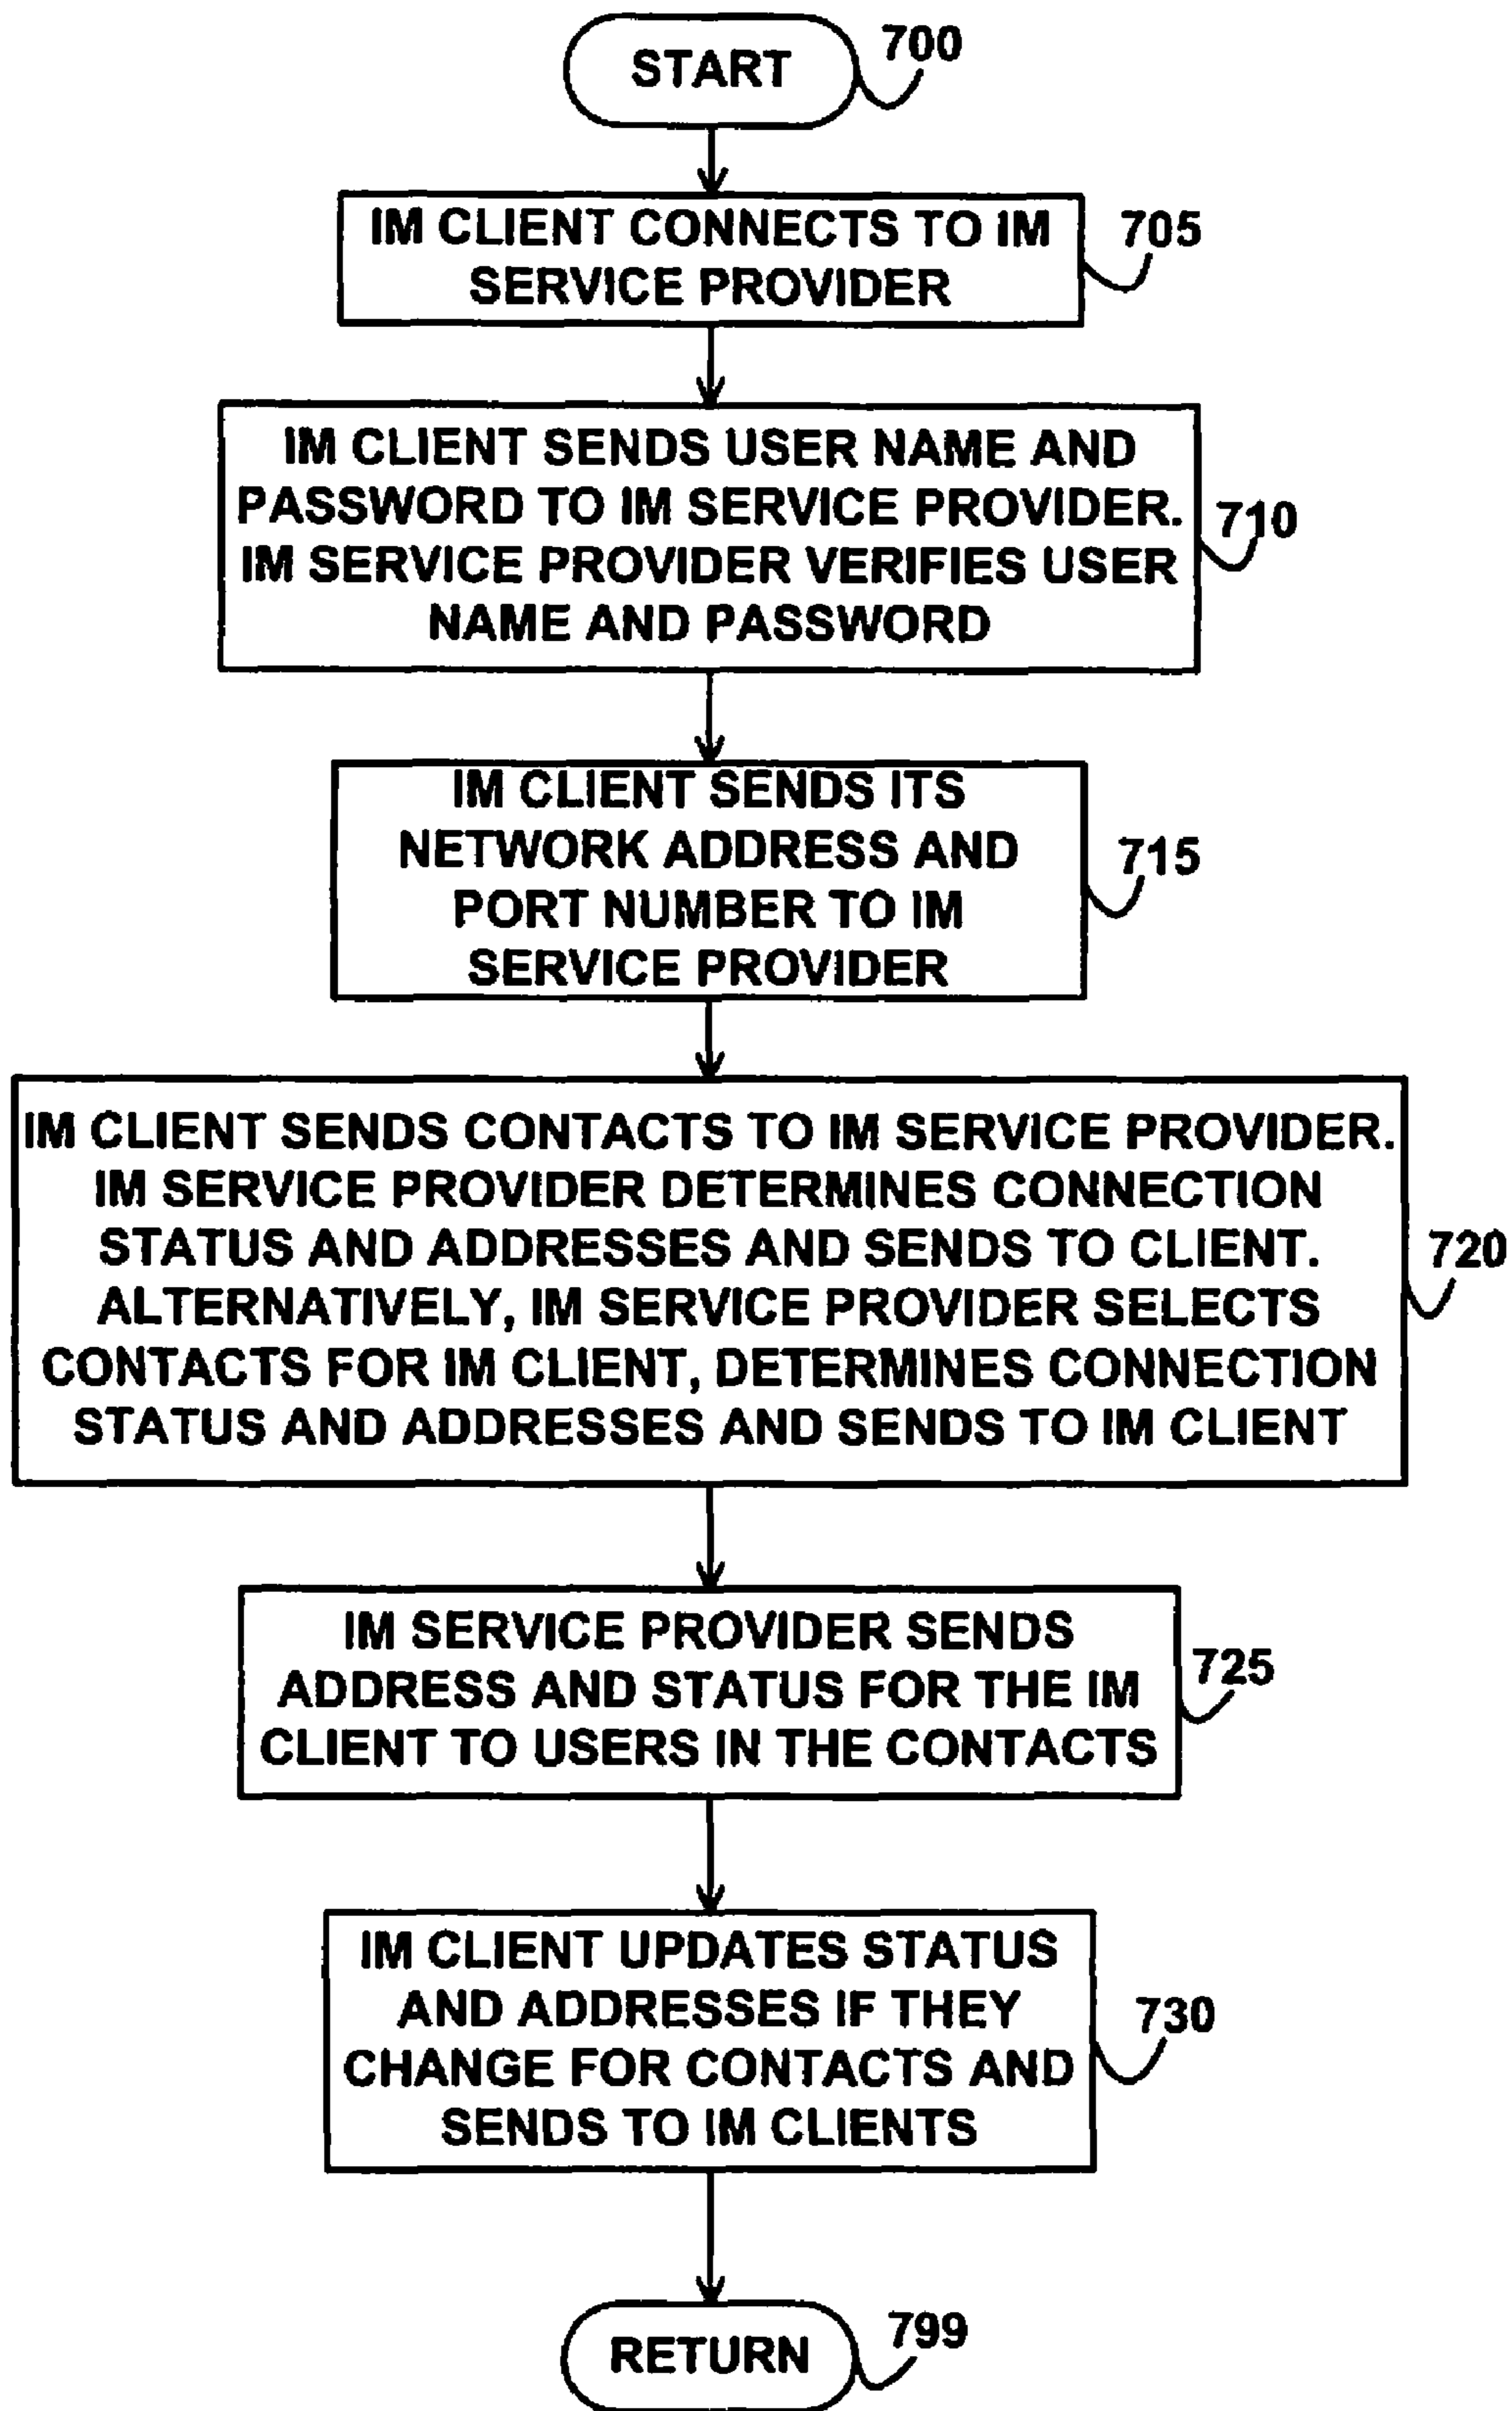 START
700
IM CLIENT CONNECTS TO IM
SERVICE PROVIDER
705
IM CLIENT SENDS USER NAME AND
PASSWORD TO IM SERVICE PROVIDER.
IM SERVICE PROVIDER VERIFIES USER
NAME AND PASSWORD
710
IM CLIENT SENDS ITS
NETWORK ADDRESS AND
PORT NUMBER TO IM
SERVICE PROVIDER
715
IM CLIENT SENDS CONTACTS TO IM SERVICE PROVIDER.
IM SERVICE PROVIDER DETERMINES CONNECTION
STATUS AND ADDRESSES AND SENDS TO CLIENT.
ALTERNATIVELY, IM SERVICE PROVIDER SELECTS
CONTACTS FOR IM CLIENT, DETERMINES CONNECTION
STATUS AND ADDRESSES AND SENDS TO IM CLIENT
720
IM SERVICE PROVIDER SENDS
ADDRESS AND STATUS FOR THE IM
CLIENT TO USERS IN THE CONTACTS
725
IM CLIENT UPDATES STATUS
AND ADDRESSES IF THEY
CHANGE FOR CONTACTS AND
SENDS TO IM CLIENTS
730
RETURN
799